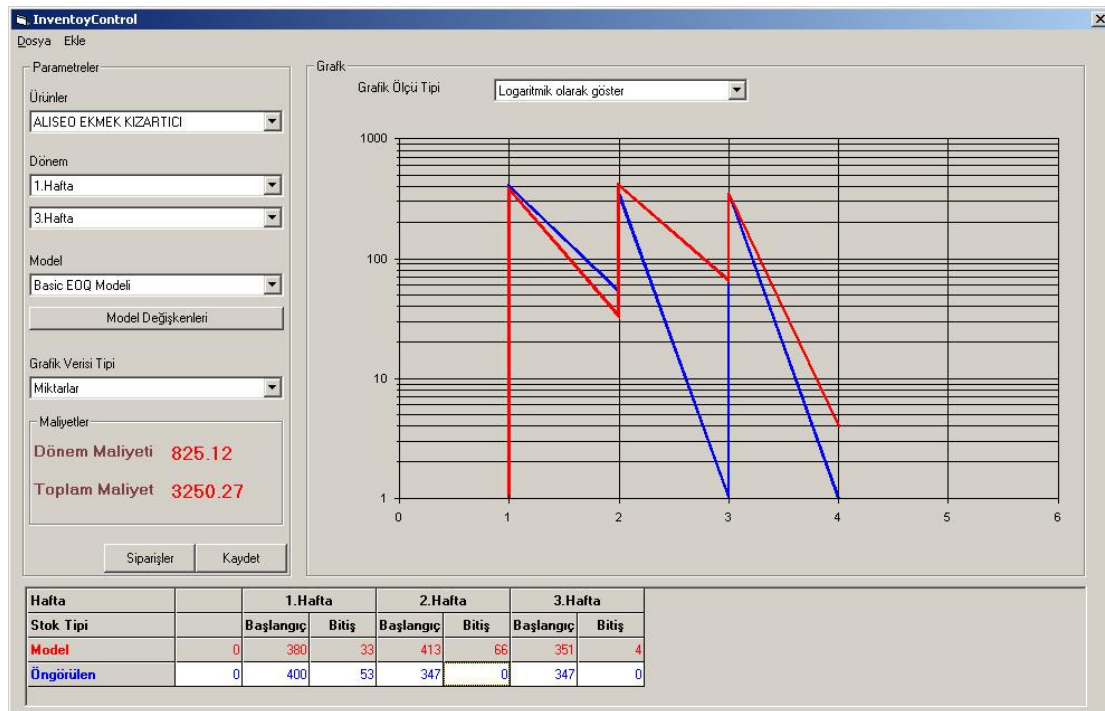 InventoyControl
Dosya Ekle
Parametreler
Ürünler
ALISEO EKMEK KIZARTICI
Dönem
1.Hafta
3.Hafta
Model
Basic EOQ Modeli
Model Değişkenleri
Grafik Verisi Tipi
Miktarlar
Maliyetler
Dönem Maliyeti 825.12
Toplam Maliyet 3250.27
Siparişler Kaydet
Grafk
Grafik Ölçü Tipi Logaritmik olarak göster
1000
100
10
1
0 1 2 3 4 5 6
Hafta 1.Hafta 2.Hafta 3.Hafta
Stok Tipi Başlangıç Bitiş Başlangıç Bitiş Başlangıç Bitiş
Model 0 380 33 413 66 351 4
Öngörülen 0 400 53 347 0 347 0